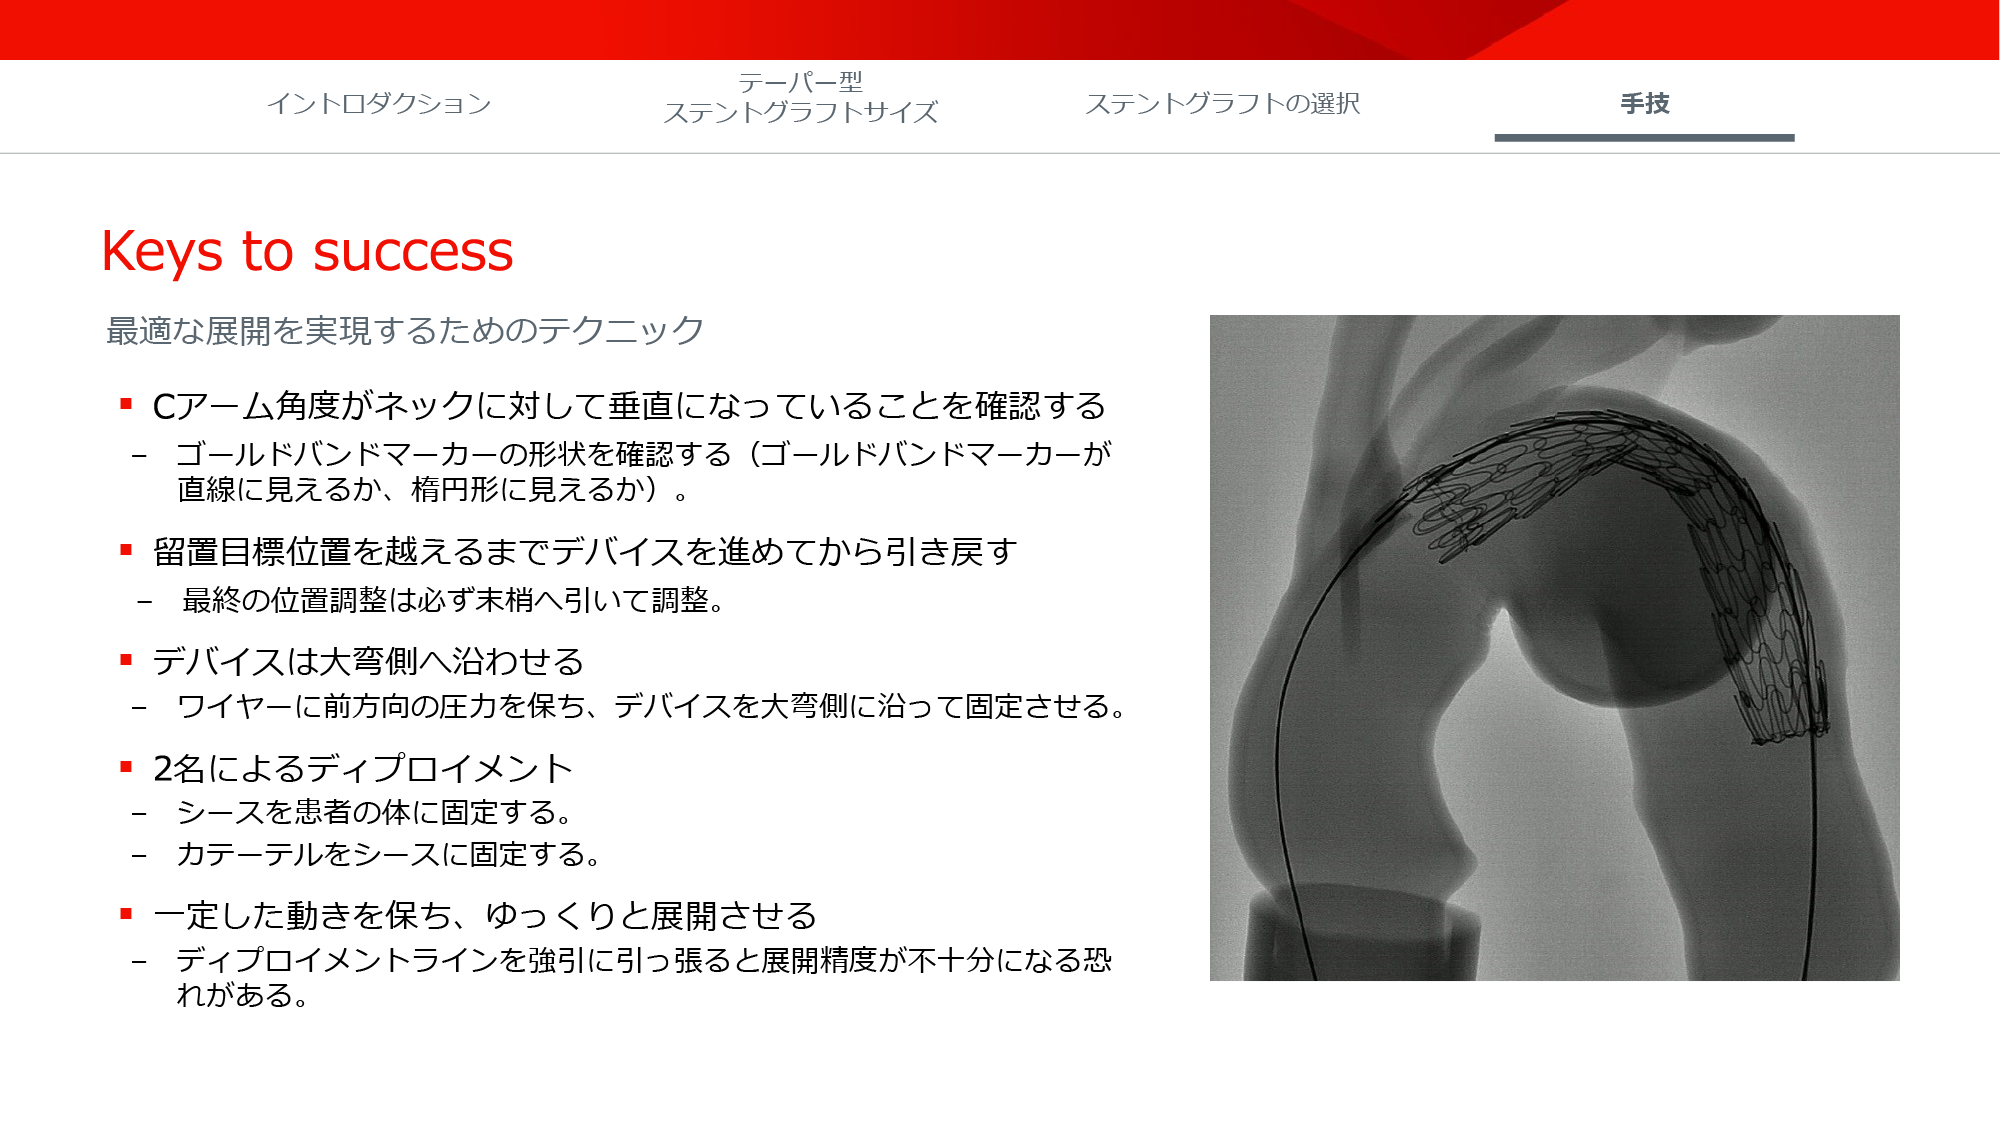 イントロダクション
テーパー型
ステントグラフトサイズ
ステントグラフトの選択
手技
Keys to success
最適な展開を実現するためのテクニック
▪ Cアーム角度がネックに対して垂直になっていることを確認する
– ゴールドバンドマーカーの形状を確認する（ゴールドバンドマーカーが
直線に見えるか、楕円形に見えるか）。
▪ 留置目標位置を越えるまでデバイスを進めてから引き戻す
– 最終の位置調整は必ず末梢へ引いて調整。
▪ デバイスは大弯側へ沿わせる
– ワイヤーに前方向の圧力を保ち、デバイスを大弯側に沿って固定させる。
▪ 2名によるディプロイメント
– シースを患者の体に固定する。
– カテーテルをシースに固定する。
▪ 一定した動きを保ち、ゆっくりと展開させる
– ディプロイメントラインを強引に引っ張ると展開精度が不十分になる恐
れがある。